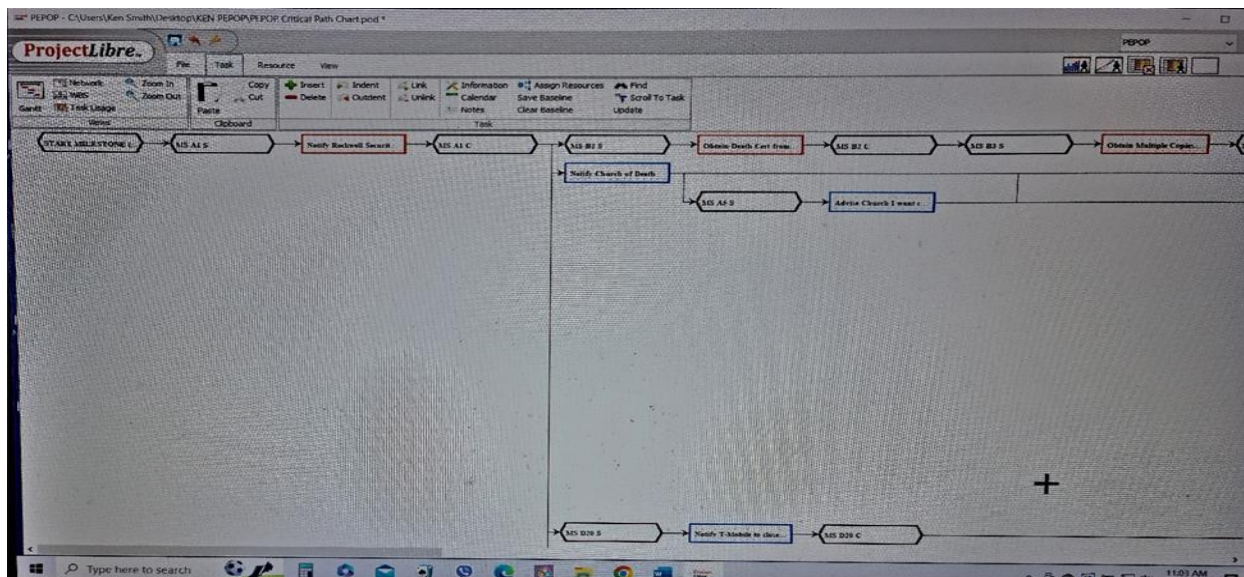 PEPOP - C:\Users\Ken Smith\Desktop\KEN PEPOP\PEPOP Critical Path Chart.pod *
ProjectLibre
PEPOP
File Task Resource View
Network Zoom In Copy Insert Indent Link Information Assign Resources Find
WBS Zoom Out Cut Delete Outdent Unlink Calendar Save Baseline Scroll To Task
Gantt Task Usage Paste Notes Clear Baseline Update
Views Clipboard Task
START MILESTONE MS A1 S Notify Rockwell Securit... MS A1 C MS B2 S Obtain Death Cert from... MS B2 C MS B3 S Obtain Multiple Copie...
Notify Church of Death
MS A6 S Advise Church I want c...
MS D20 S Notify T-Mobile to close... MS D20 C
Type here to search 11:03 AM